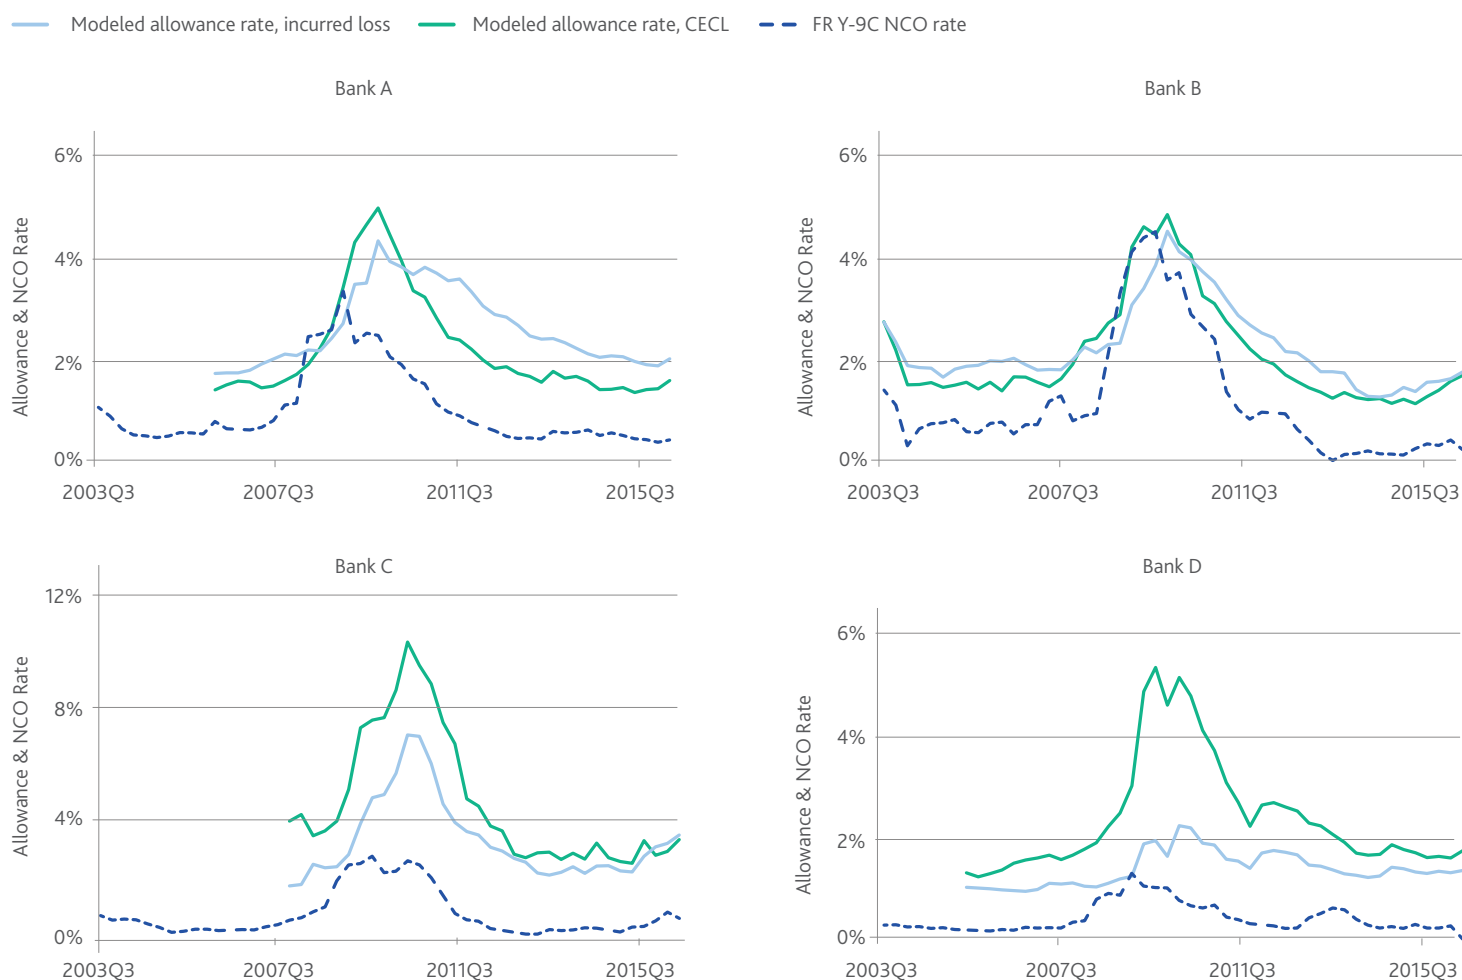 Modeled allowance rate, incurred loss Modeled allowance rate, CECL FR Y-9C NCO rate
Bank A
Allowance & NCO Rate
6%
4%
2%
0%
2003Q3 2007Q3 2011Q3 2015Q3
Bank B
Allowance & NCO Rate
6%
4%
2%
0%
2003Q3 2007Q3 2011Q3 2015Q3
Bank C
Allowance & NCO Rate
12%
8%
4%
0%
2003Q3 2007Q3 2011Q3 2015Q3
Bank D
Allowance & NCO Rate
6%
4%
2%
0%
2003Q3 2007Q3 2011Q3 2015Q3